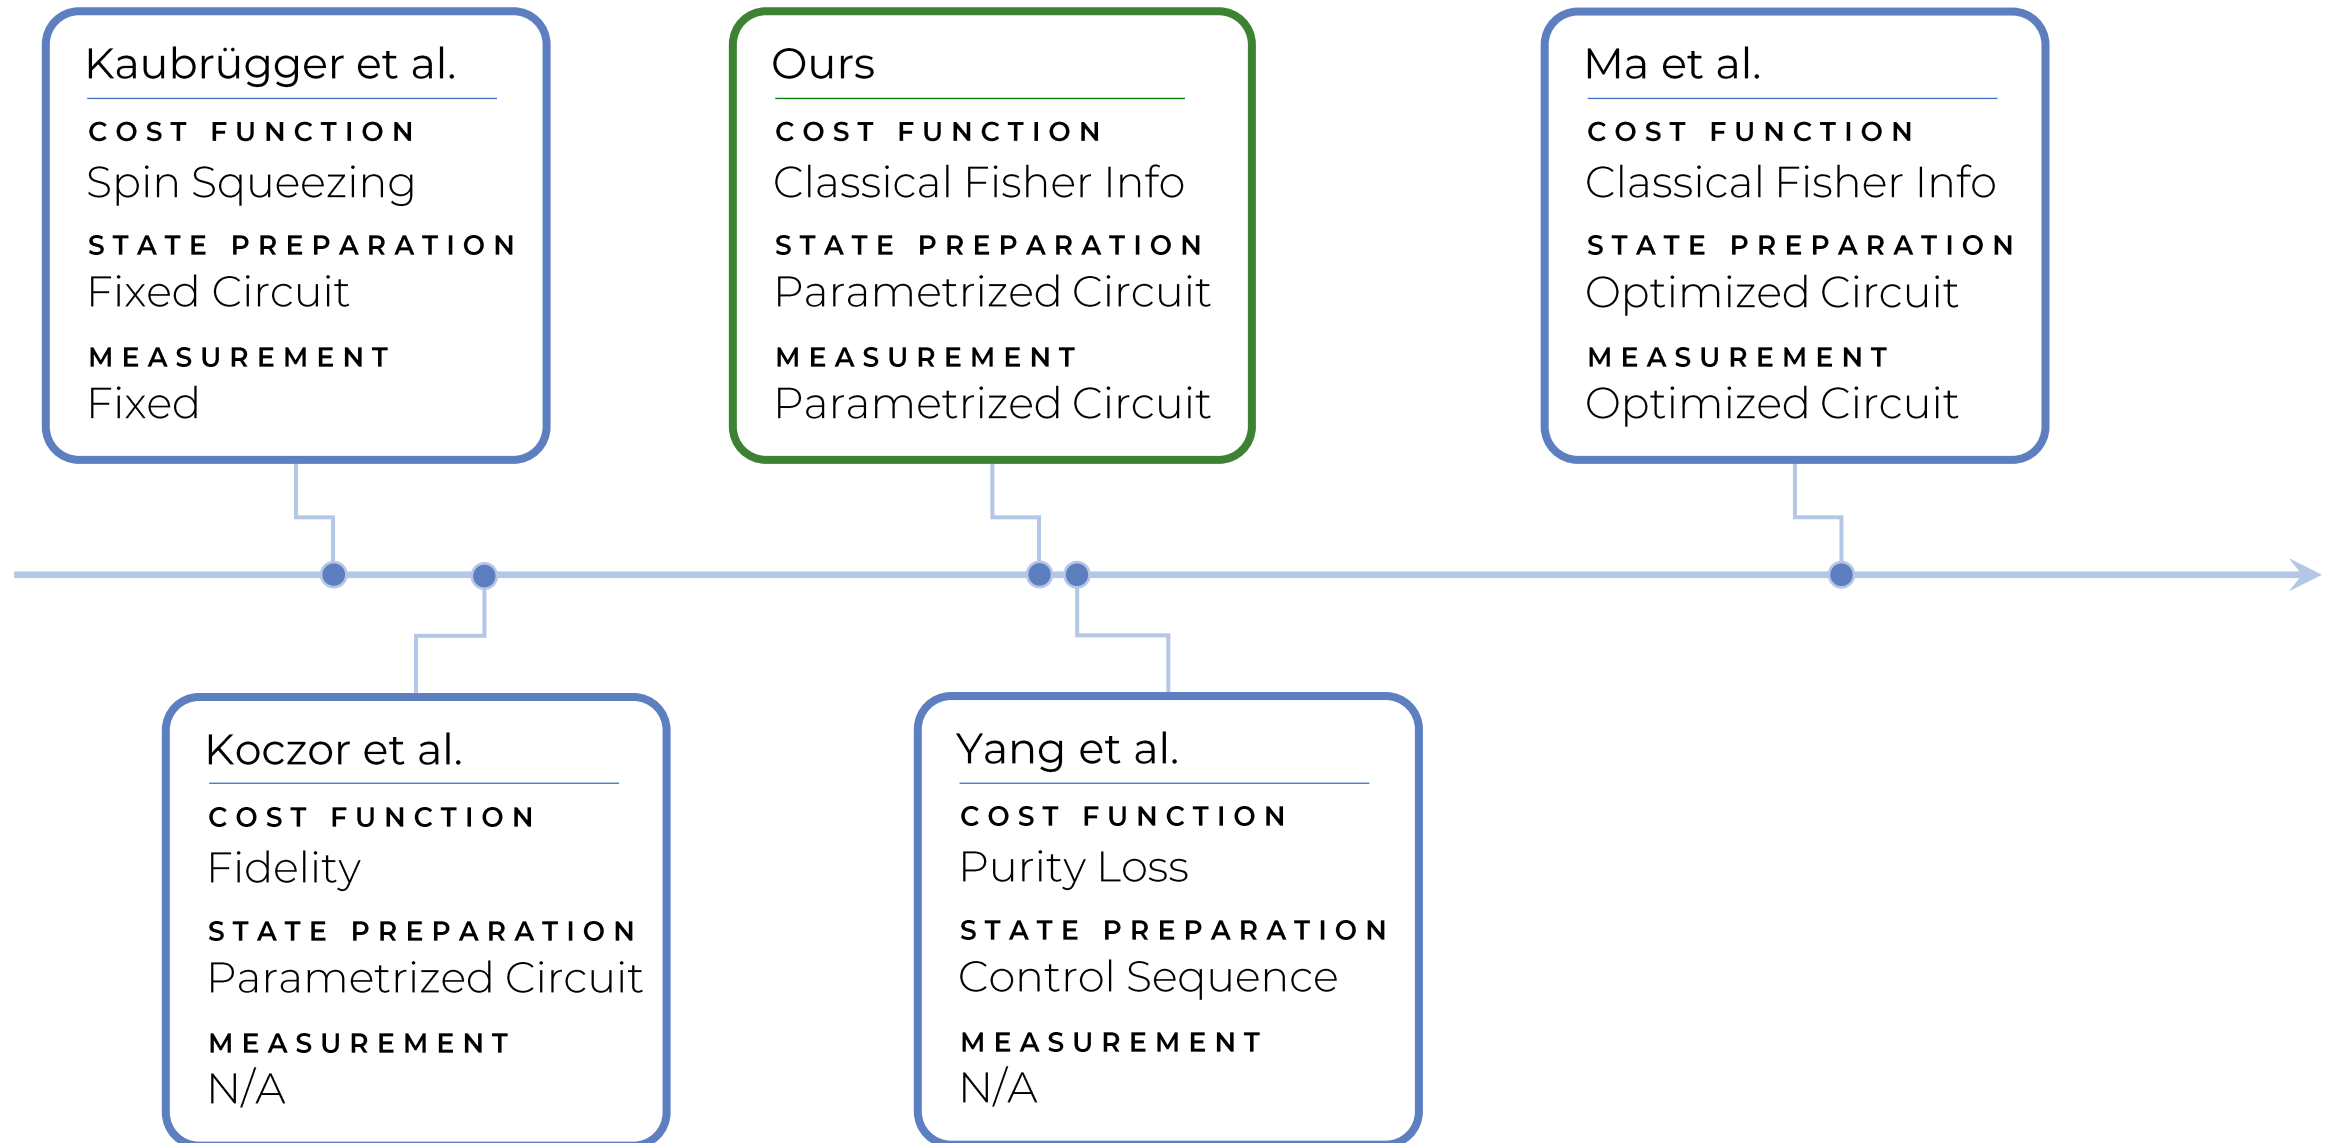 Kaubrügger et al.
COST FUNCTION
Spin Squeezing
STATE PREPARATION
Fixed Circuit
MEASUREMENT
Fixed
Ours
COST FUNCTION
Classical Fisher Info
STATE PREPARATION
Parametrized Circuit
MEASUREMENT
Parametrized Circuit
Ma et al.
COST FUNCTION
Classical Fisher Info
STATE PREPARATION
Optimized Circuit
MEASUREMENT
Optimized Circuit
Koczor et al.
COST FUNCTION
Fidelity
STATE PREPARATION
Parametrized Circuit
MEASUREMENT
N/A
Yang et al.
COST FUNCTION
Purity Loss
STATE PREPARATION
Control Sequence
MEASUREMENT
N/A